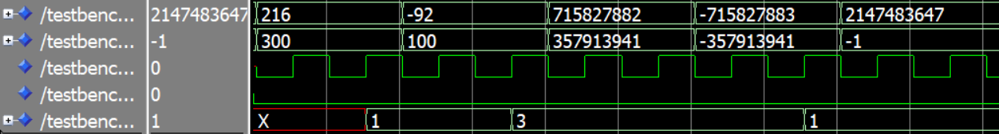 /testbenc... 2147483647 216 -92 715827882 -715827883 2147483647
/testbenc... -1 300 100 357913941 -357913941 -1
/testbenc... 0
/testbenc... 0
/testbenc... 1 X 1 3 1